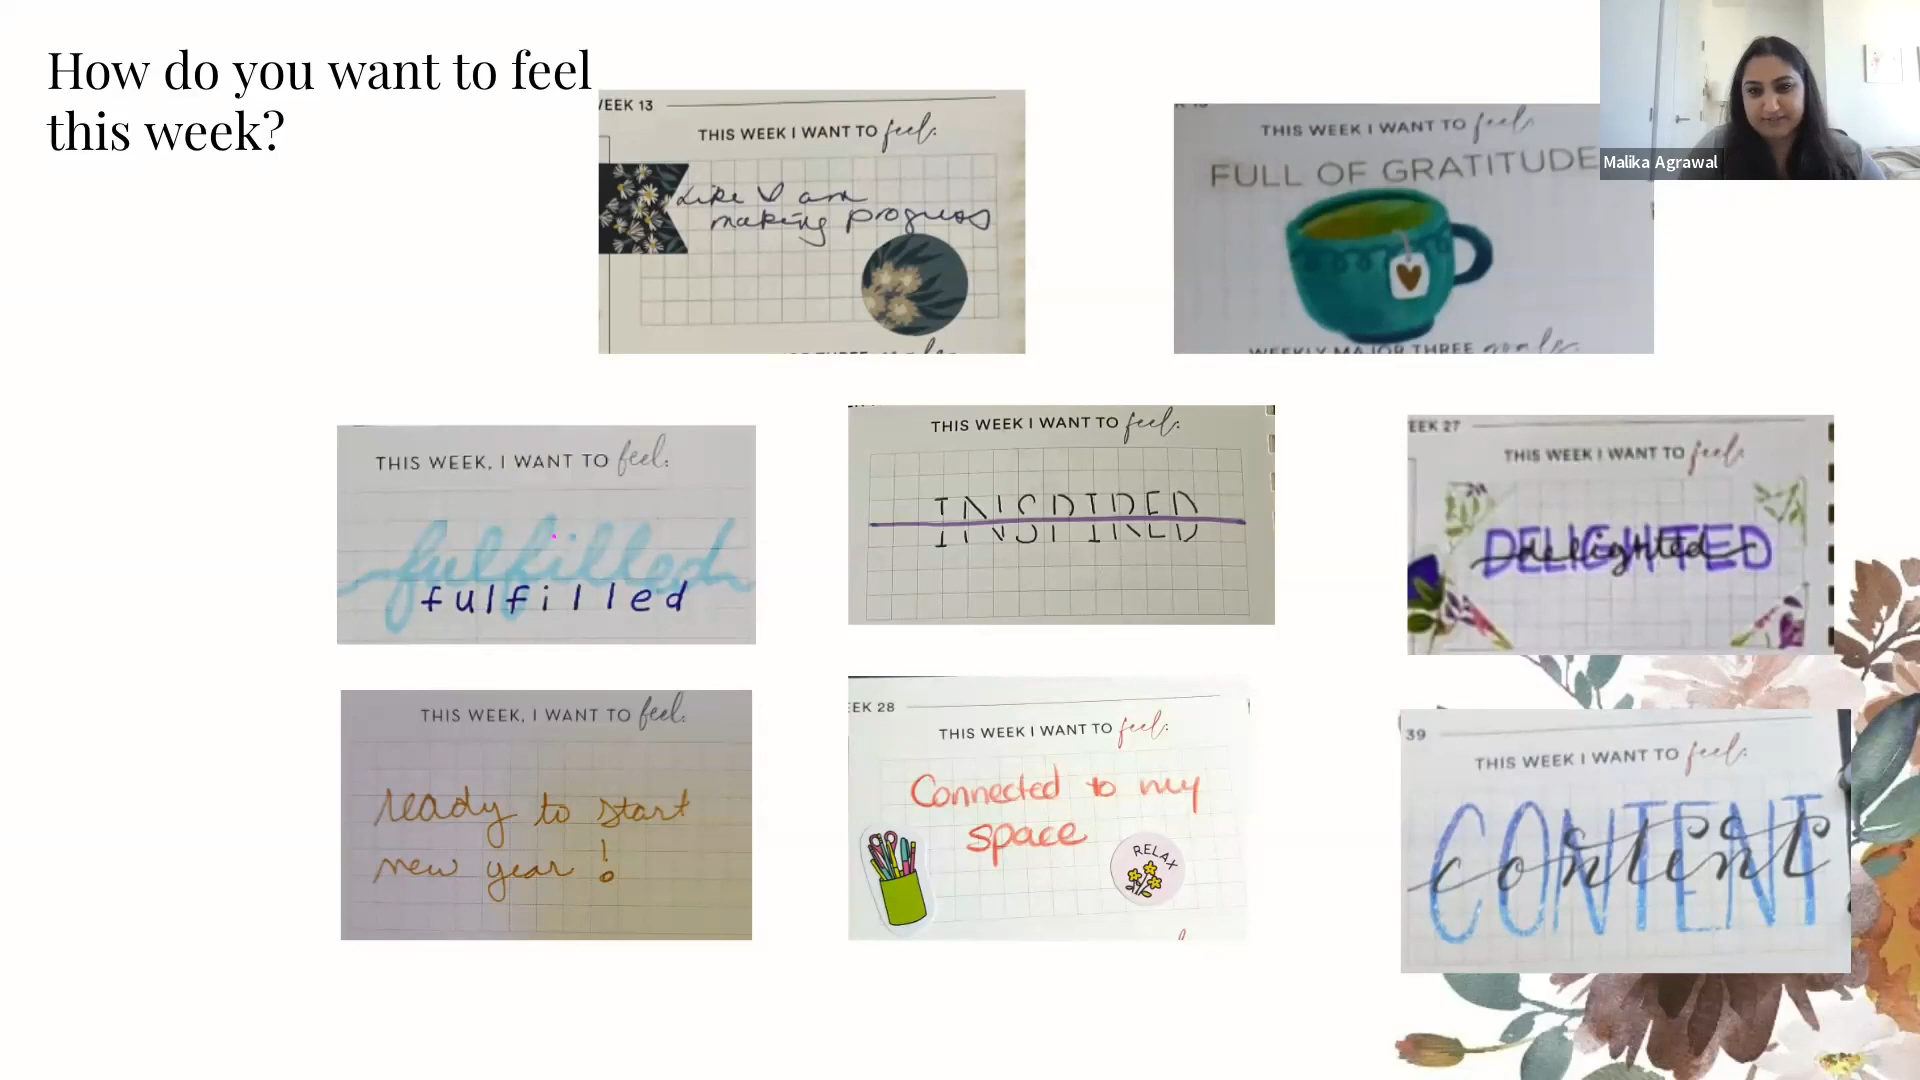 How do you want to feel
this week?
Malika Agrawal
EEK 13
THIS WEEK I WANT TO feel:
Like I am
making progress
THIS WEEK I WANT TO feel:
FULL OF GRATITUDE
WEEKLY MAJOR THREE goals:
THIS WEEK, I WANT TO feel:
fulfilled
fulfilled
THIS WEEK I WANT TO feel:
INSPIRED
EEK 27
THIS WEEK I WANT TO feel:
DELIGHTED
delighted
THIS WEEK, I WANT TO feel:
ready to start
new year!
EEK 28
THIS WEEK I WANT TO feel:
Connected to my
space
RELAX
39
THIS WEEK I WANT TO feel:
CONTENT
content